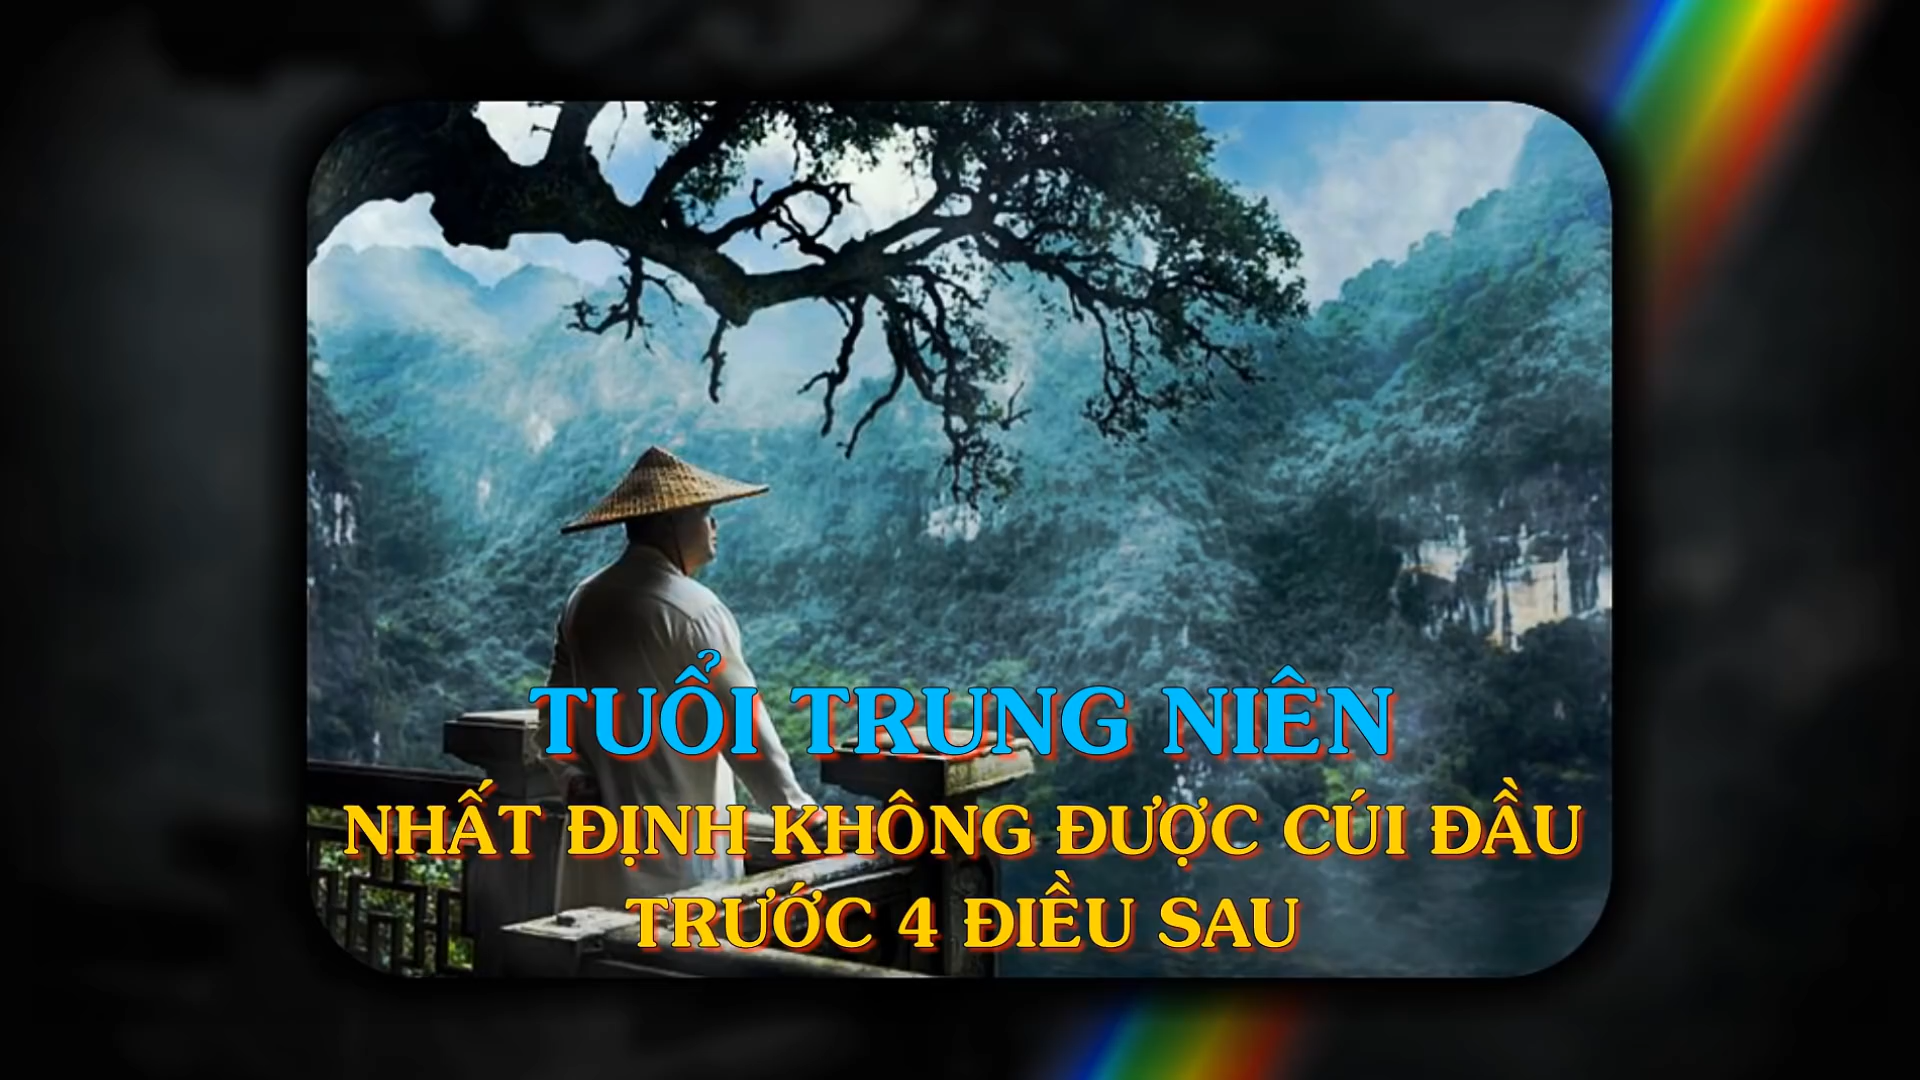 TUỔI TRUNG NIÊN
NHẤT ĐỊNH KHÔNG ĐƯỢC CÚI ĐẦU
TRƯỚC 4 ĐIỀU SAU